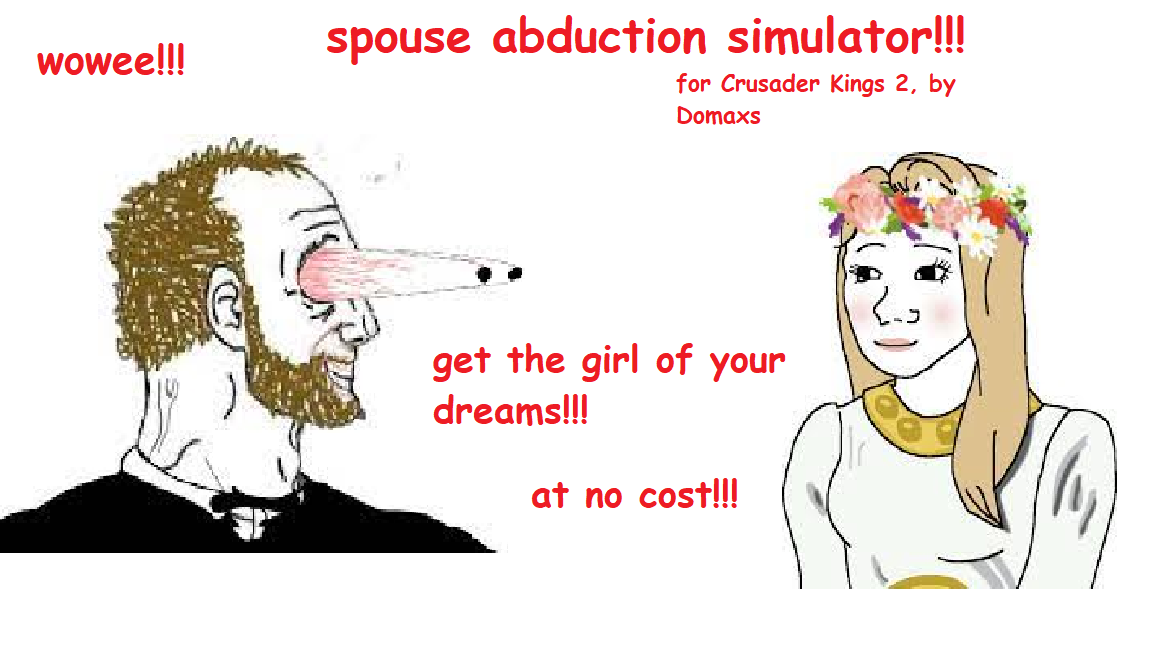 wowee!!!
spouse abduction simulator!!!
for Crusader Kings 2, by
Domaxs
get the girl of your
dreams!!!
at no cost!!!